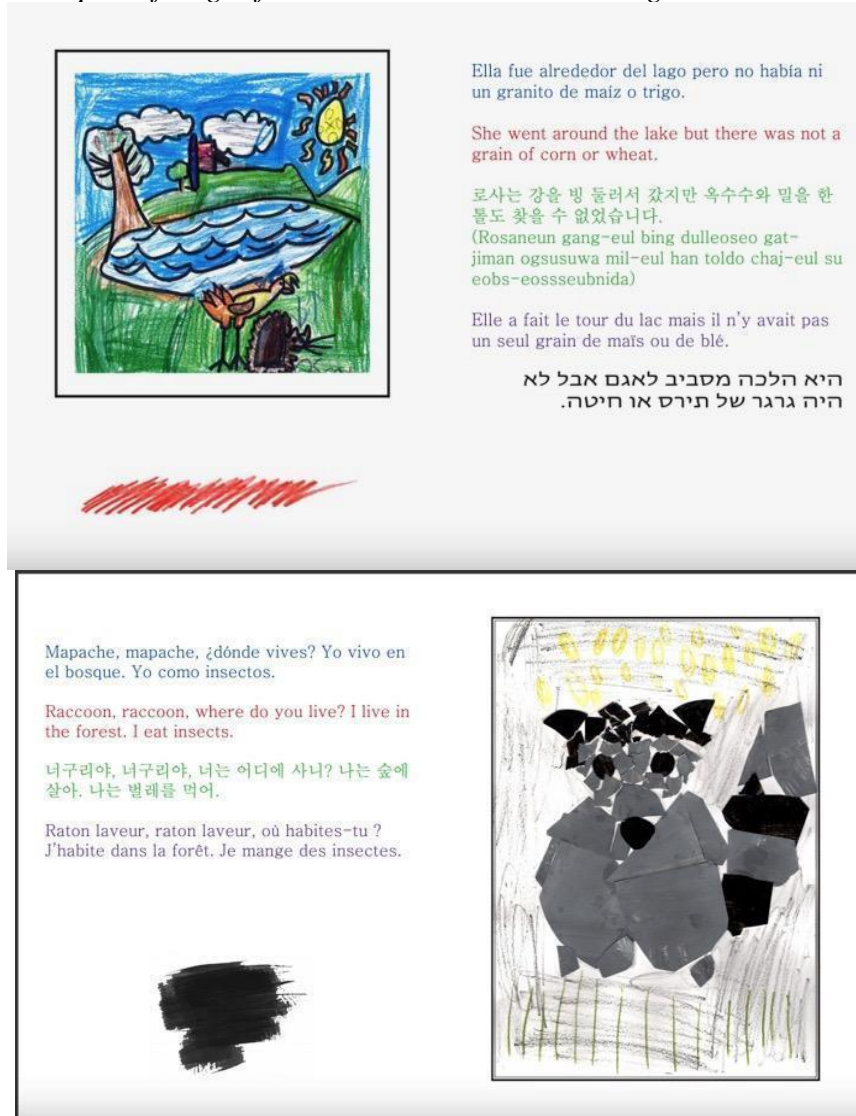 Ella fue alrededor del lago pero no había ni
un granito de maíz o trigo.
She went around the lake but there was not a
grain of corn or wheat.
로사는 강을 빙 둘러서 갔지만 옥수수와 밀을 한
톨도 찾을 수 없었습니다.
(Rosaneun gang-eul bing dulleoseo gat-
jiman ogsusuwa mil-eul han toldo chaj-eul su
eobs-eossseubnida)
Elle a fait le tour du lac mais il n'y avait pas
un seul grain de maïs ou de blé.
היא הלכה מסביב לאגם אבל לא
היה גרגר של תירס או חיטה.
Mapache, mapache, ¿dónde vives? Yo vivo en
el bosque. Yo como insectos.
Raccoon, raccoon, where do you live? I live in
the forest. I eat insects.
너구리야, 너구리야, 너는 어디에 사니? 나는 숲에
살아. 나는 벌레를 먹어.
Raton laveur, raton laveur, où habites-tu ?
J'habite dans la forêt. Je mange des insectes.